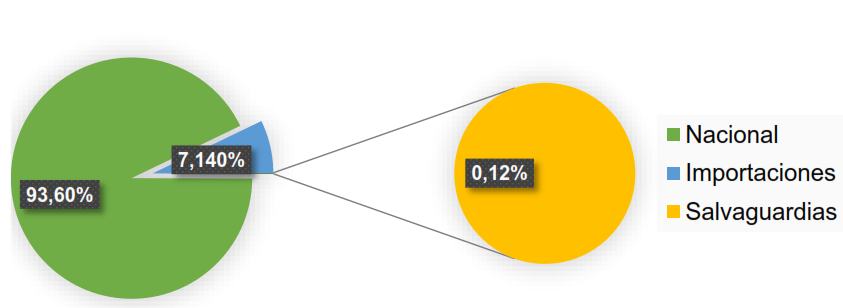 93,60%
7,140%
0,12%
Nacional
Importaciones
Salvaguardias